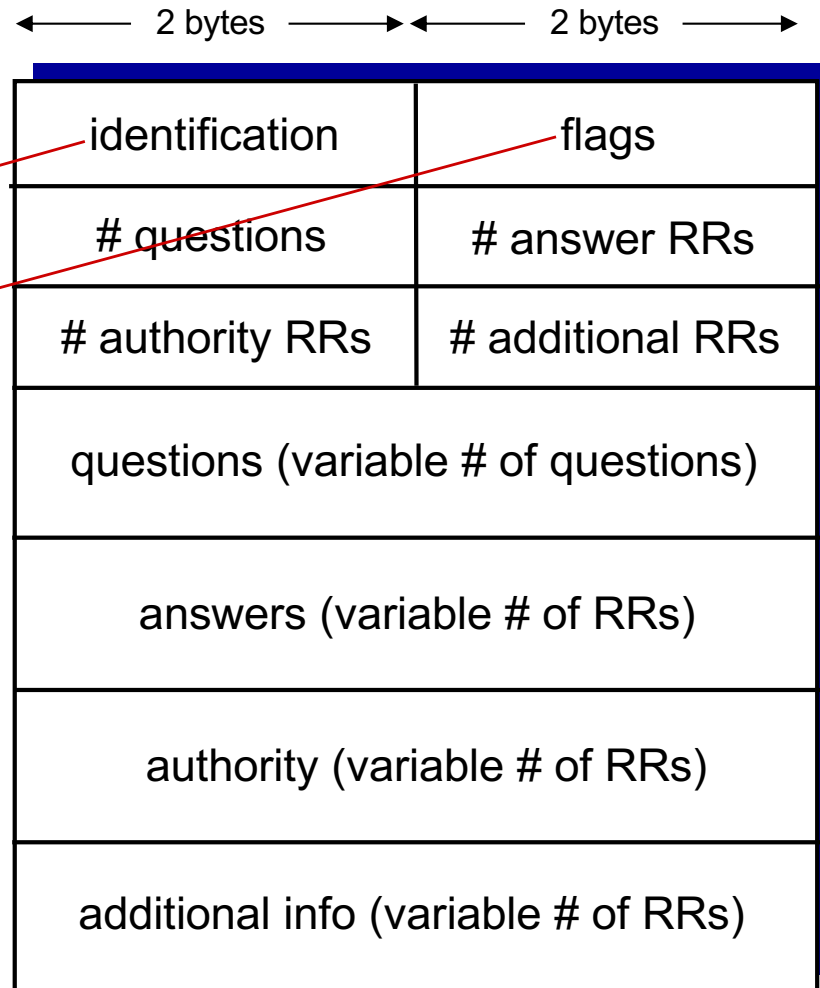 2 bytes 2 bytes
identification flags
# questions # answer RRs
# authority RRs # additional RRs
questions (variable # of questions)
answers (variable # of RRs)
authority (variable # of RRs)
additional info (variable # of RRs)